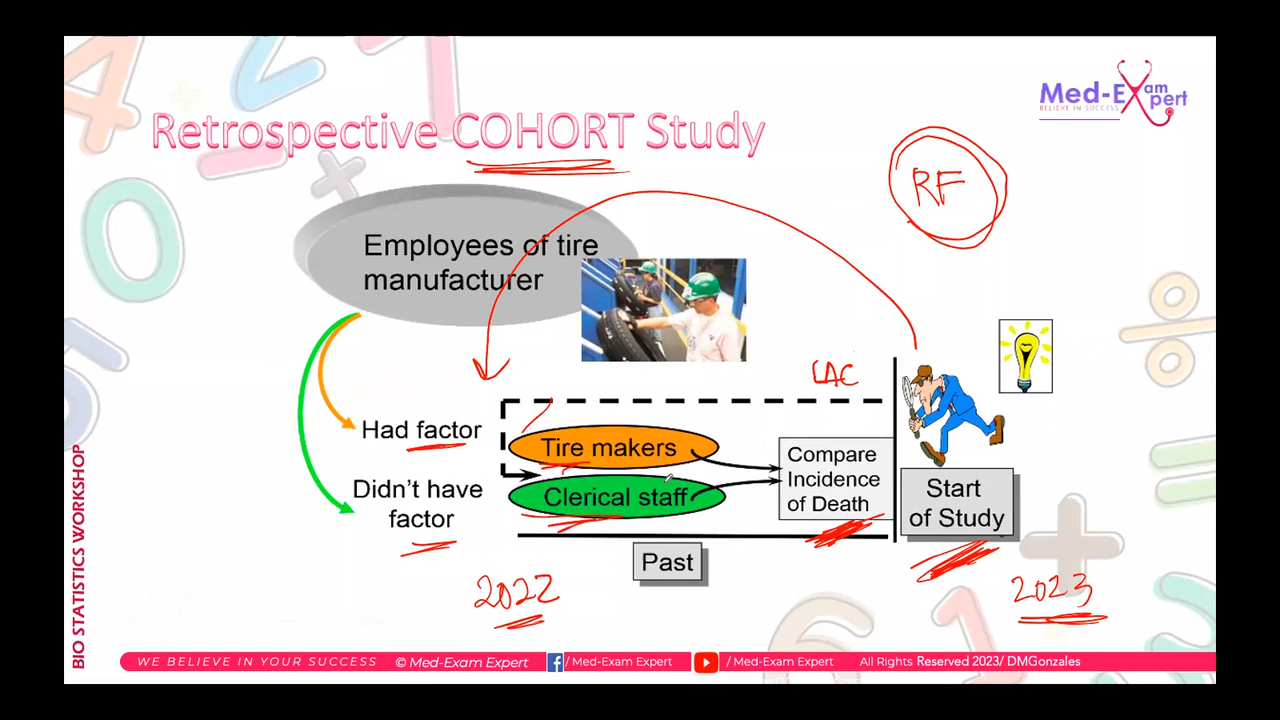 Med-Exam Expert
BELIEVE IN SUCCESS
Retrospective COHORT Study
RF
Employees of tire
manufacturer
LAC
Had factor
Didn't have
factor
Tire makers
Clerical staff
Compare
Incidence
of Death
Start
of Study
Past
2022
2023
BIO STATISTICS WORKSHOP
WE BELIEVE IN YOUR SUCCESS © Med-Exam Expert f / Med-Exam Expert / Med-Exam Expert All Rights Reserved 2023/ DMGonzales